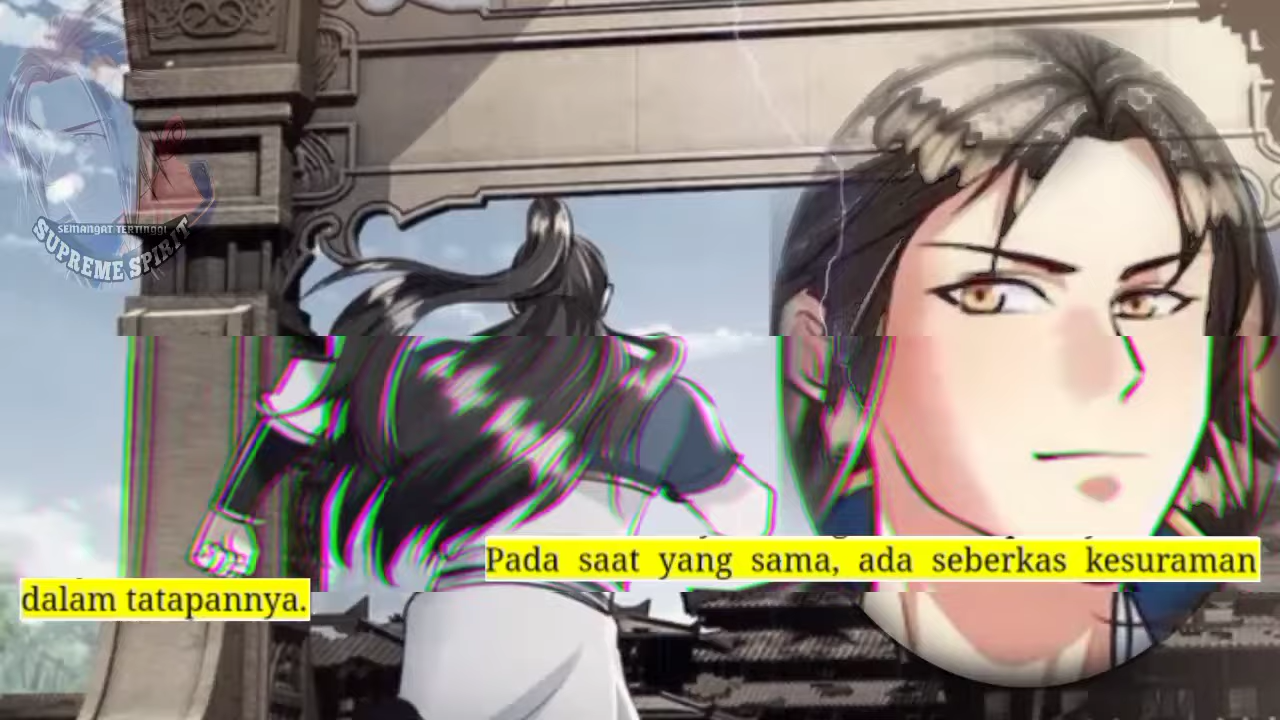 SEMANGAT TERTINGGI
SUPREME SPIRIT
Pada saat yang sama, ada seberkas kesuraman
dalam tatapannya.